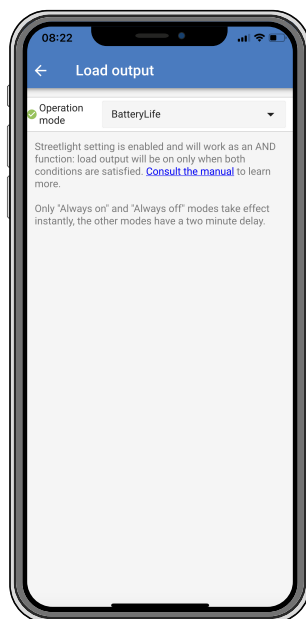 08:22
Load output
Operation
mode
BatteryLife
Streetlight setting is enabled and will work as an AND
function: load output will be on only when both
conditions are satisfied. Consult the manual to learn
more.
Only "Always on" and "Always off" modes take effect
instantly, the other modes have a two minute delay.